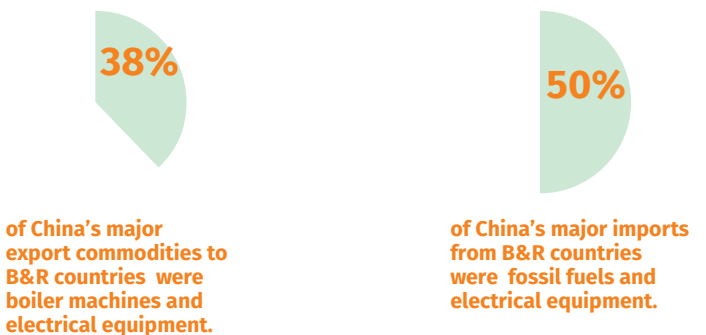 38%
of China’s major
export commodities to
B&R countries  were
boiler machines and
electrical equipment.
50%
of China’s major imports
from B&R countries
were  fossil fuels and
electrical equipment.